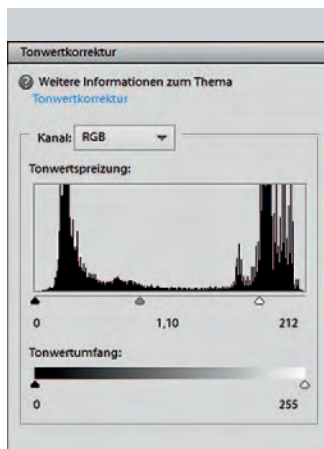 Tonwertkorrektur
Weitere Informationen zum Thema
Tonwertkorrektur
Kanal: RGB
Tonwertspreizung:
0 1,10 212
Tonwertumfang:
0 255